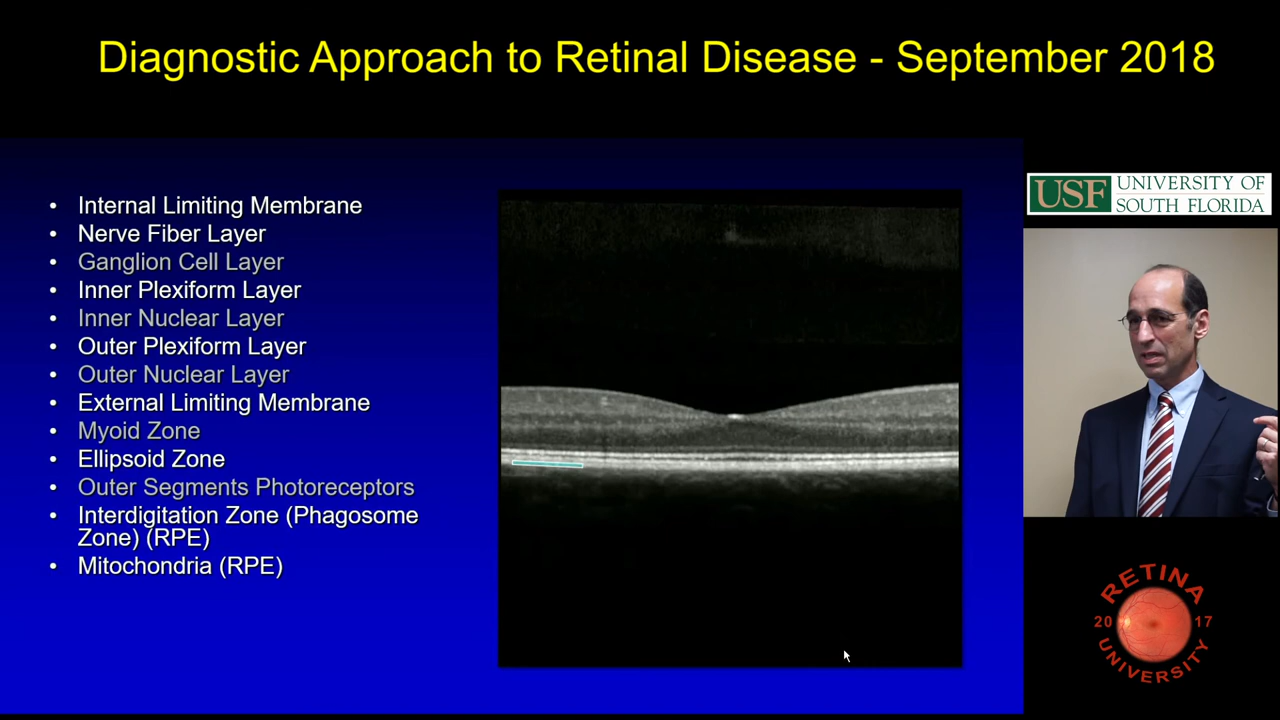 Diagnostic Approach to Retinal Disease - September 2018
• Internal Limiting Membrane
• Nerve Fiber Layer
• Ganglion Cell Layer
• Inner Plexiform Layer
• Inner Nuclear Layer
• Outer Plexiform Layer
• Outer Nuclear Layer
• External Limiting Membrane
• Myoid Zone
• Ellipsoid Zone
• Outer Segments Photoreceptors
• Interdigitation Zone (Phagosome
Zone) (RPE)
• Mitochondria (RPE)
USF UNIVERSITY OF
SOUTH FLORIDA
RETINA
20 17
UNIVERSITY